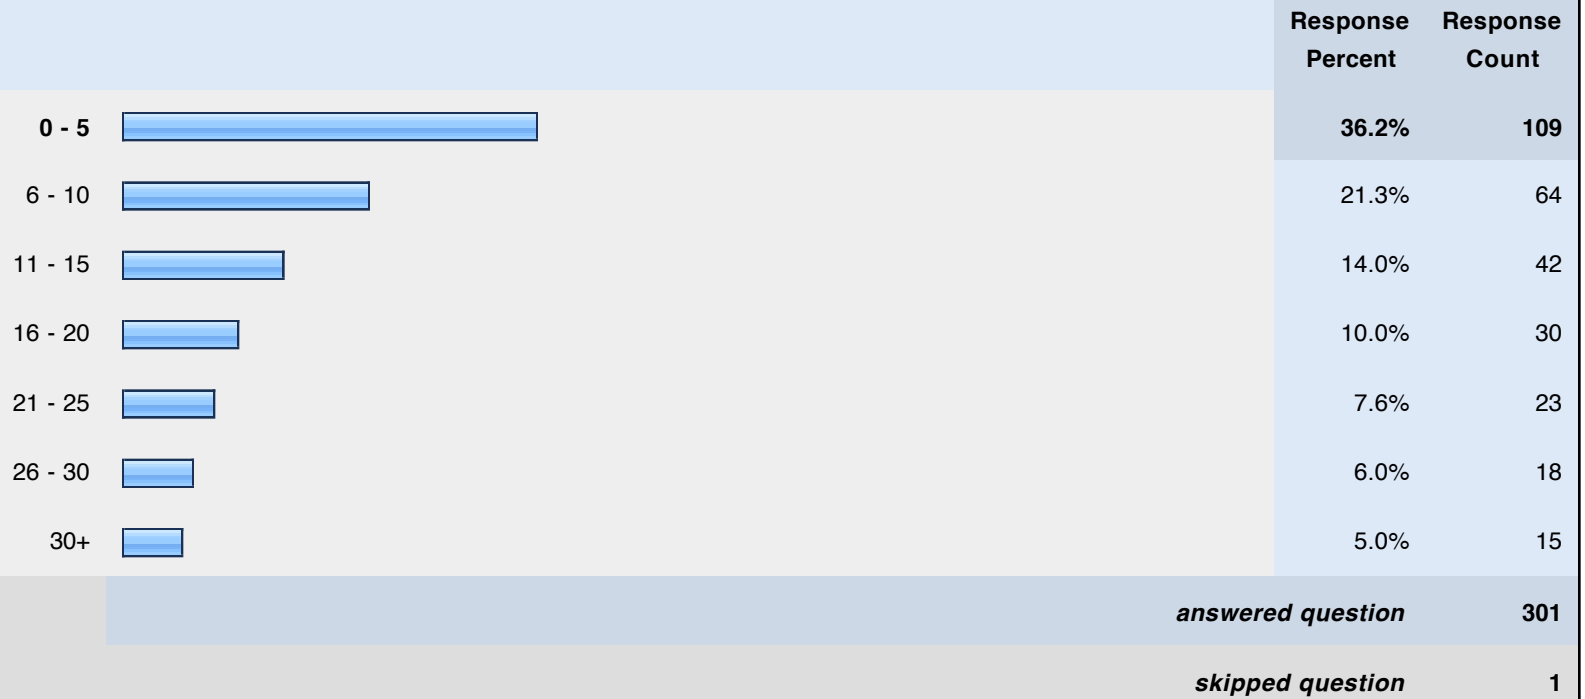 Response Percent Response Count
0 - 5 36.2% 109
6 - 10 21.3% 64
11 - 15 14.0% 42
16 - 20 10.0% 30
21 - 25 7.6% 23
26 - 30 6.0% 18
30+ 5.0% 15
answered question 301
skipped question 1